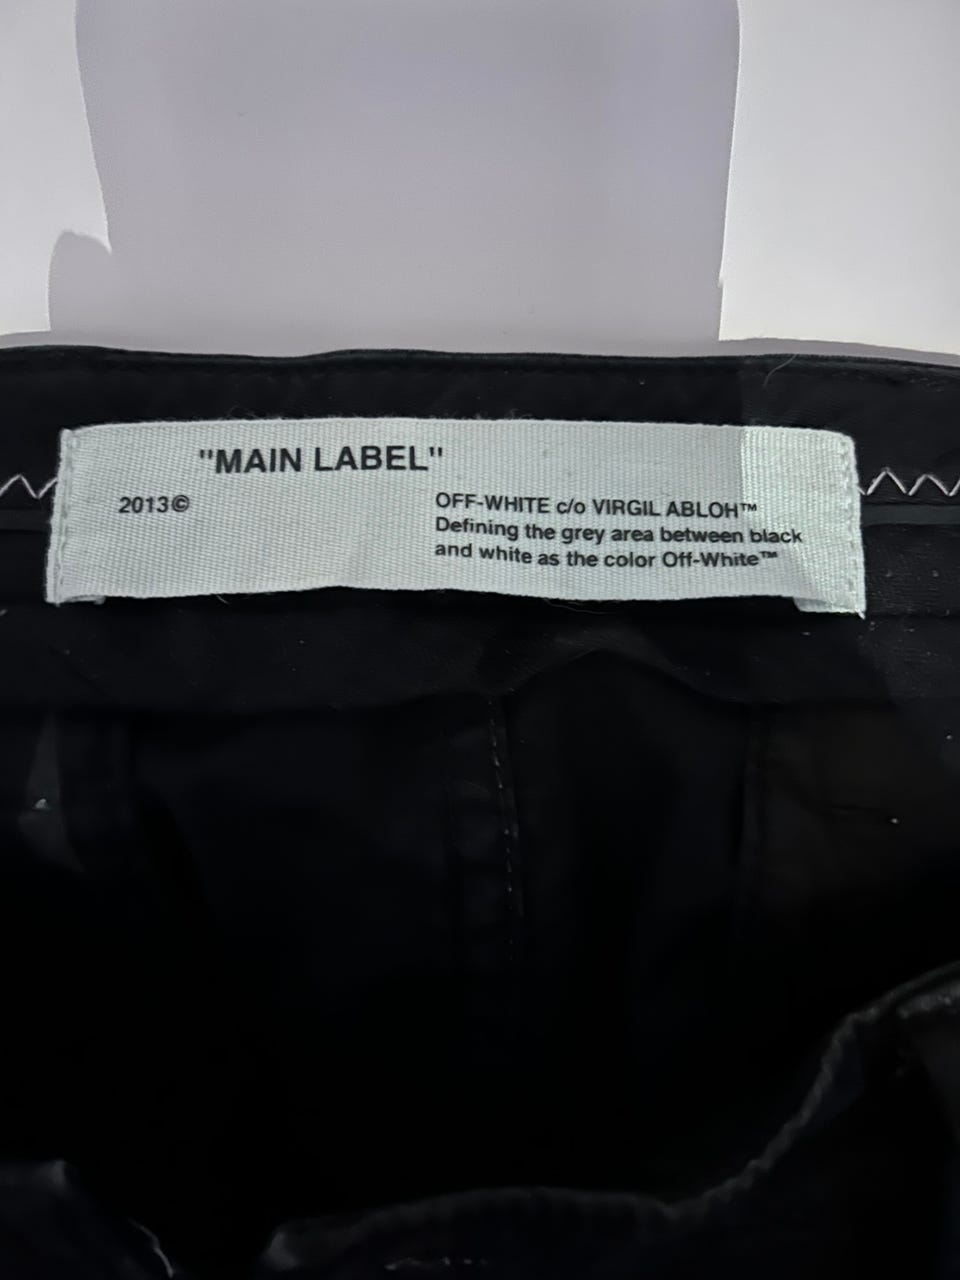 "MAIN LABEL"
2013©
OFF-WHITE c/o VIRGIL ABLOH™
Defining the grey area between black
and white as the color Off-White™